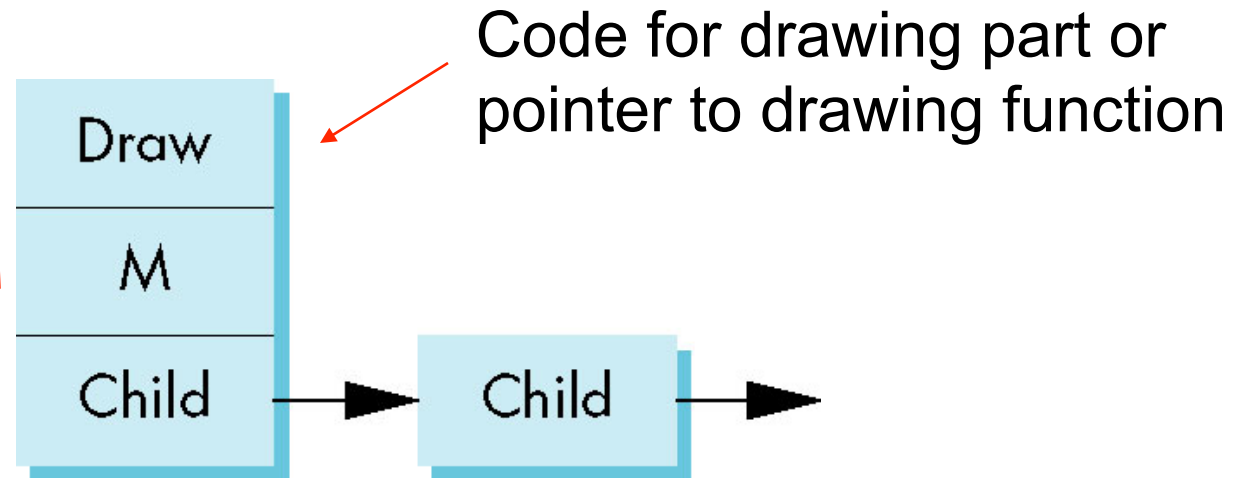 Code for drawing part or
pointer to drawing function
Draw
M
Child
Child